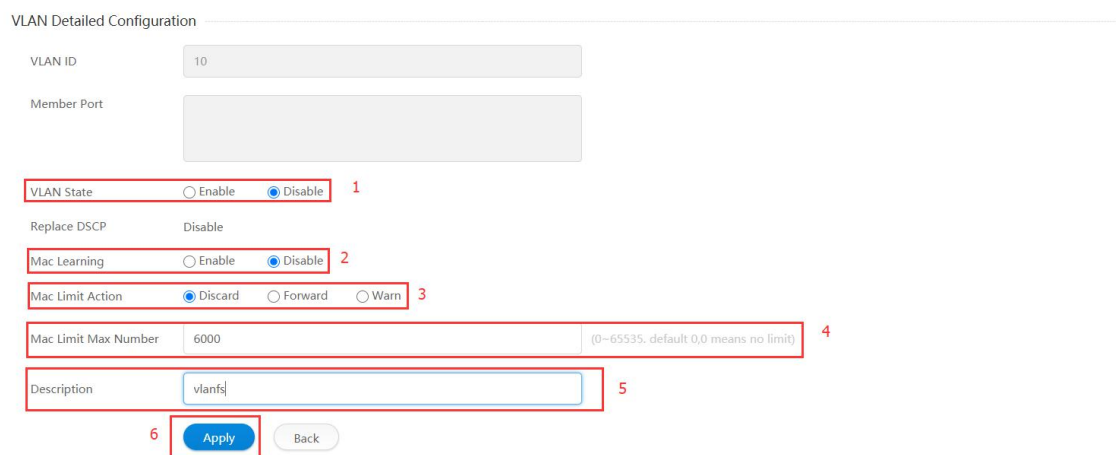 VLAN Detailed Configuration
VLAN ID 10
Member Port
VLAN State Enable Disable 1
Replace DSCP Disable
Mac Learning Enable Disable 2
Mac Limit Action Discard Forward Warn 3
Mac Limit Max Number 6000 (0~65535, default 0,0 means no limit) 4
Description vlanfs 5
6 Apply Back